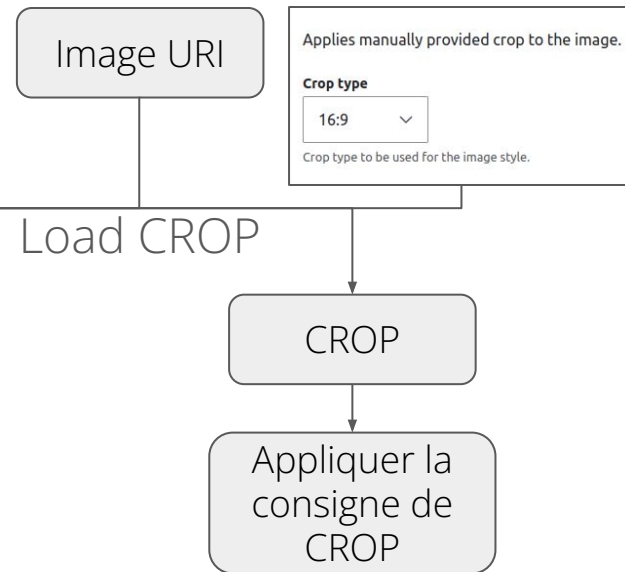 Image URI
Applies manually provided crop to the image.
Crop type
16:9
Crop type to be used for the image style.
Load CROP
CROP
Appliquer la
consigne de
CROP